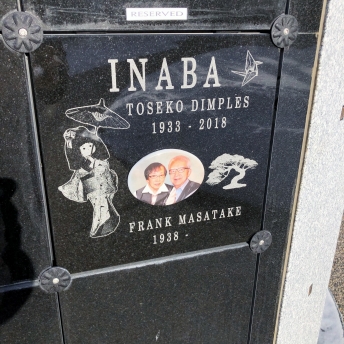 RESERVED
INABA
TOSEKO DIMPLES
1933 - 2018
FRANK MASATAKE
1938 -